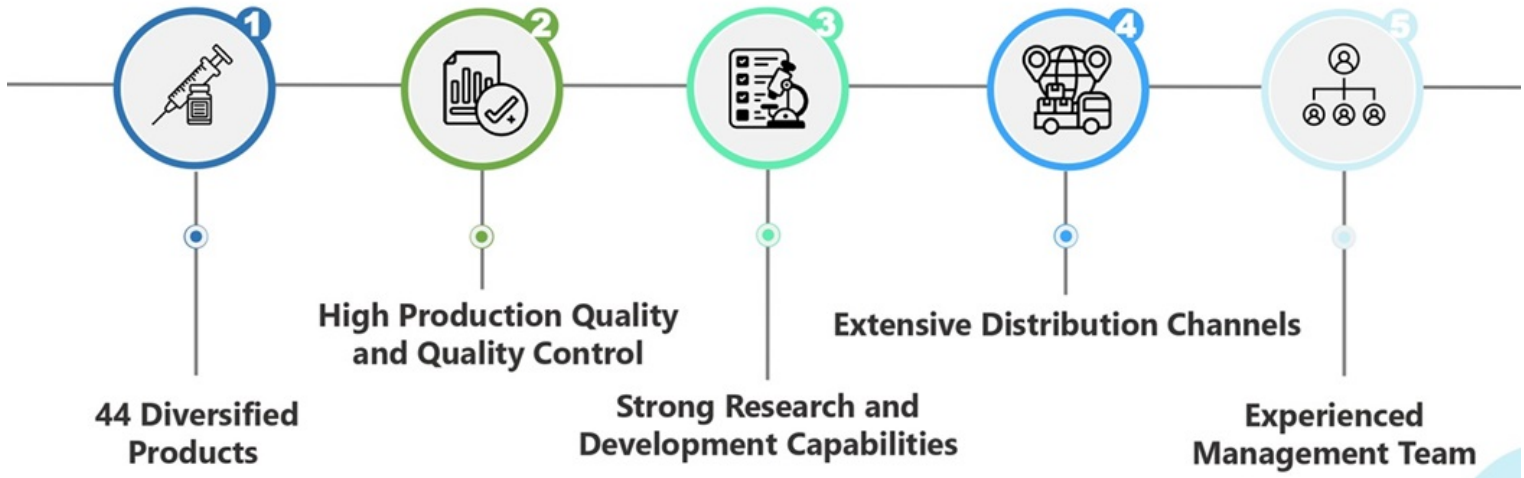 1
44 Diversified
Products
2
High Production Quality
and Quality Control
3
Strong Research and
Development Capabilities
4
Extensive Distribution Channels
5
Experienced
Management Team